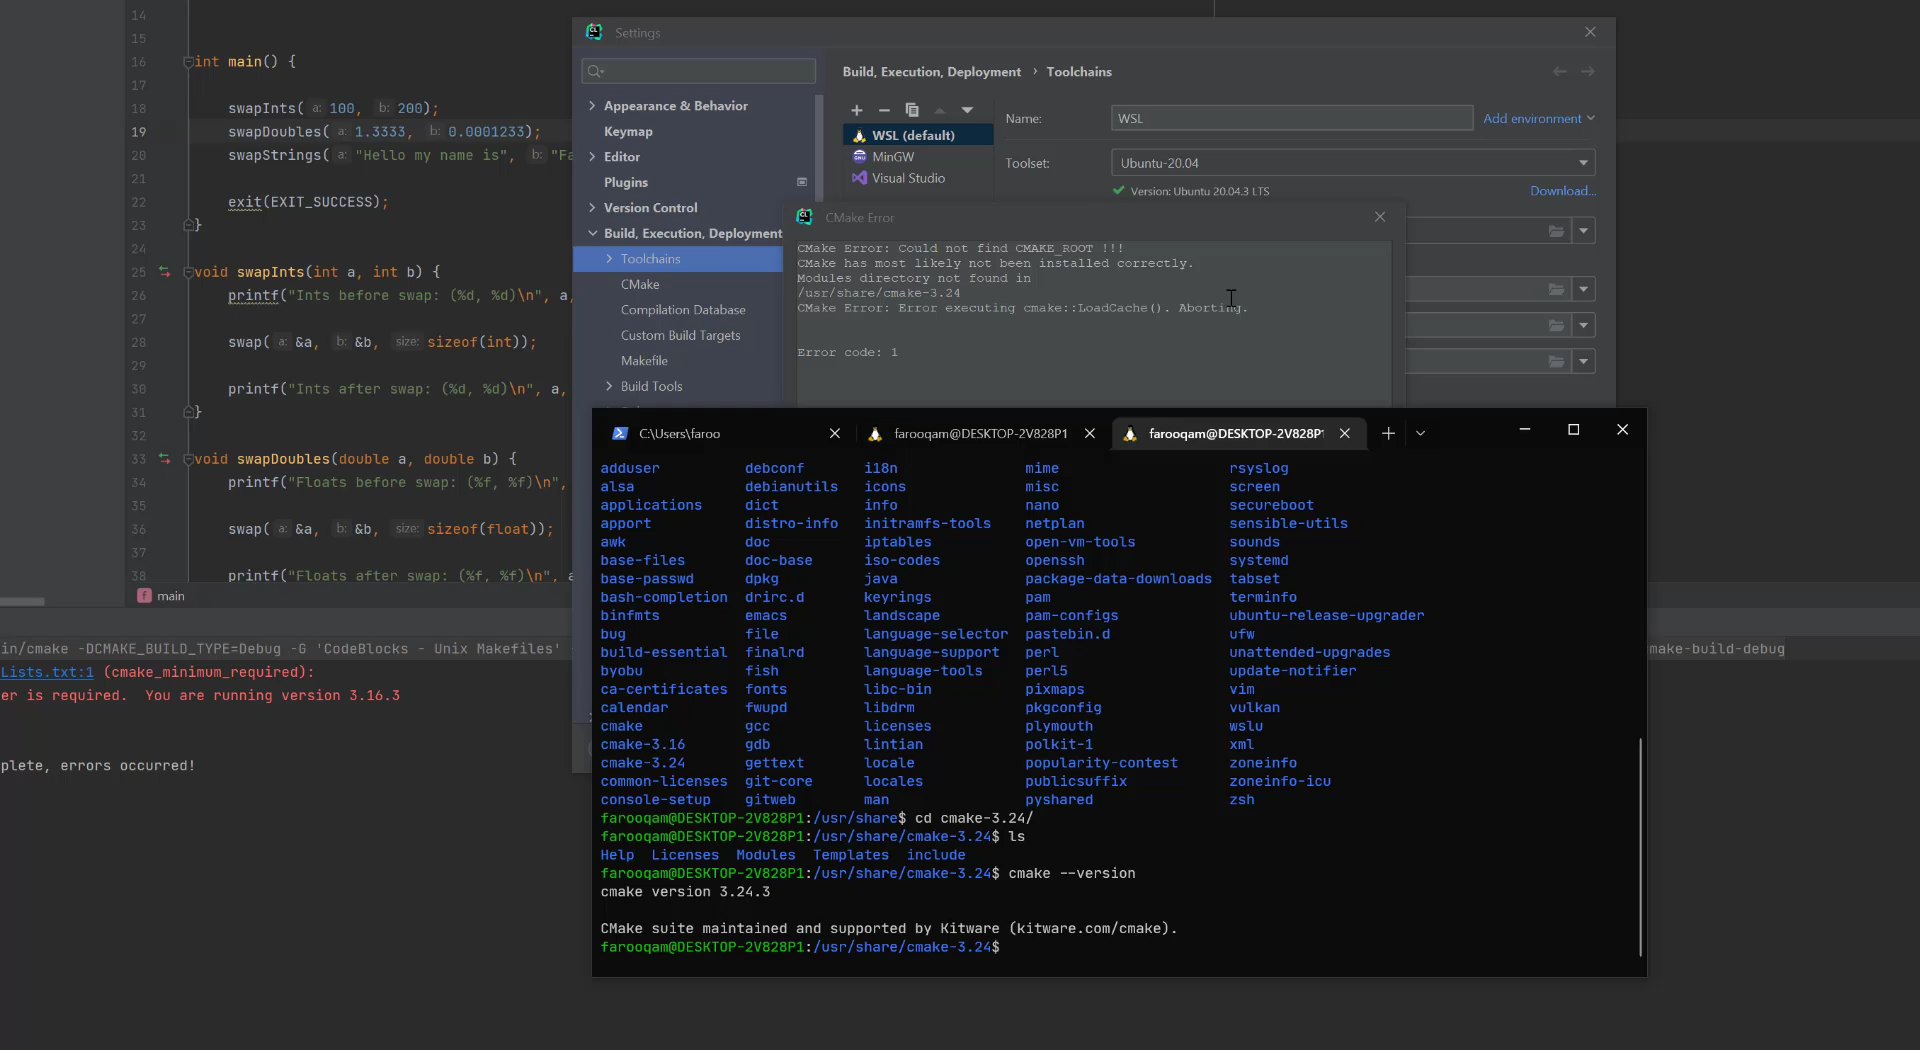 14
15
16 int main() {
17
18 swapInts( a: 100, b: 200);
19 swapDoubles( a: 1.3333, b: 0.0001233);
20 swapStrings( a: "Hello my name is", b: "Fa
21
22 exit(EXIT_SUCCESS);
23 }
24
25 void swapInts(int a, int b) {
26 printf("Ints before swap: (%d, %d)\n", a,
27
28 swap( a: &a, b: &b, size: sizeof(int));
29
30 printf("Ints after swap: (%d, %d)\n", a,
31 }
32
33 void swapDoubles(double a, double b) {
34 printf("Floats before swap: (%f, %f)\n",
35
36 swap( a: &a, b: &b, size: sizeof(float));
37
38 printf("Floats after swap: (%f, %f)\n", a
f main
in/cmake -DCMAKE_BUILD_TYPE=Debug -G 'CodeBlocks - Unix Makefiles'
make-build-debug
Lists.txt:1 (cmake_minimum_required):
er is required.  You are running version 3.16.3
plete, errors occurred!
Settings
Appearance & Behavior
Keymap
Editor
Plugins
Version Control
Build, Execution, Deployment
Toolchains
CMake
Compilation Database
Custom Build Targets
Makefile
Build Tools
Build, Execution, Deployment › Toolchains
WSL (default)
MinGW
Visual Studio
Name: WSL Add environment
Toolset: Ubuntu-20.04
Version: Ubuntu 20.04.3 LTS Download...
CMake Error
CMake Error: Could not find CMAKE_ROOT !!!
CMake has most likely not been installed correctly.
Modules directory not found in
/usr/share/cmake-3.24
CMake Error: Error executing cmake::LoadCache(). Aborting.
Error code: 1
C:\Users\faroo farooqam@DESKTOP-2V828P1 farooqam@DESKTOP-2V828P1
adduser debconf i18n mime rsyslog
alsa debianutils icons misc screen
applications dict info nano secureboot
apport distro-info initramfs-tools netplan sensible-utils
awk doc iptables open-vm-tools sounds
base-files doc-base iso-codes openssh systemd
base-passwd dpkg java package-data-downloads tabset
bash-completion drirc.d keyrings pam terminfo
binfmts emacs landscape pam-configs ubuntu-release-upgrader
bug file language-selector pastebin.d ufw
build-essential finalrd language-support perl unattended-upgrades
byobu fish language-tools perl5 update-notifier
ca-certificates fonts libc-bin pixmaps vim
calendar fwupd libdrm pkgconfig vulkan
cmake gcc licenses plymouth wslu
cmake-3.16 gdb lintian polkit-1 xml
cmake-3.24 gettext locale popularity-contest zoneinfo
common-licenses git-core locales publicsuffix zoneinfo-icu
console-setup gitweb man pyshared zsh
farooqam@DESKTOP-2V828P1:/usr/share$ cd cmake-3.24/
farooqam@DESKTOP-2V828P1:/usr/share/cmake-3.24$ ls
Help Licenses Modules Templates include
farooqam@DESKTOP-2V828P1:/usr/share/cmake-3.24$ cmake --version
cmake version 3.24.3
CMake suite maintained and supported by Kitware (kitware.com/cmake).
farooqam@DESKTOP-2V828P1:/usr/share/cmake-3.24$